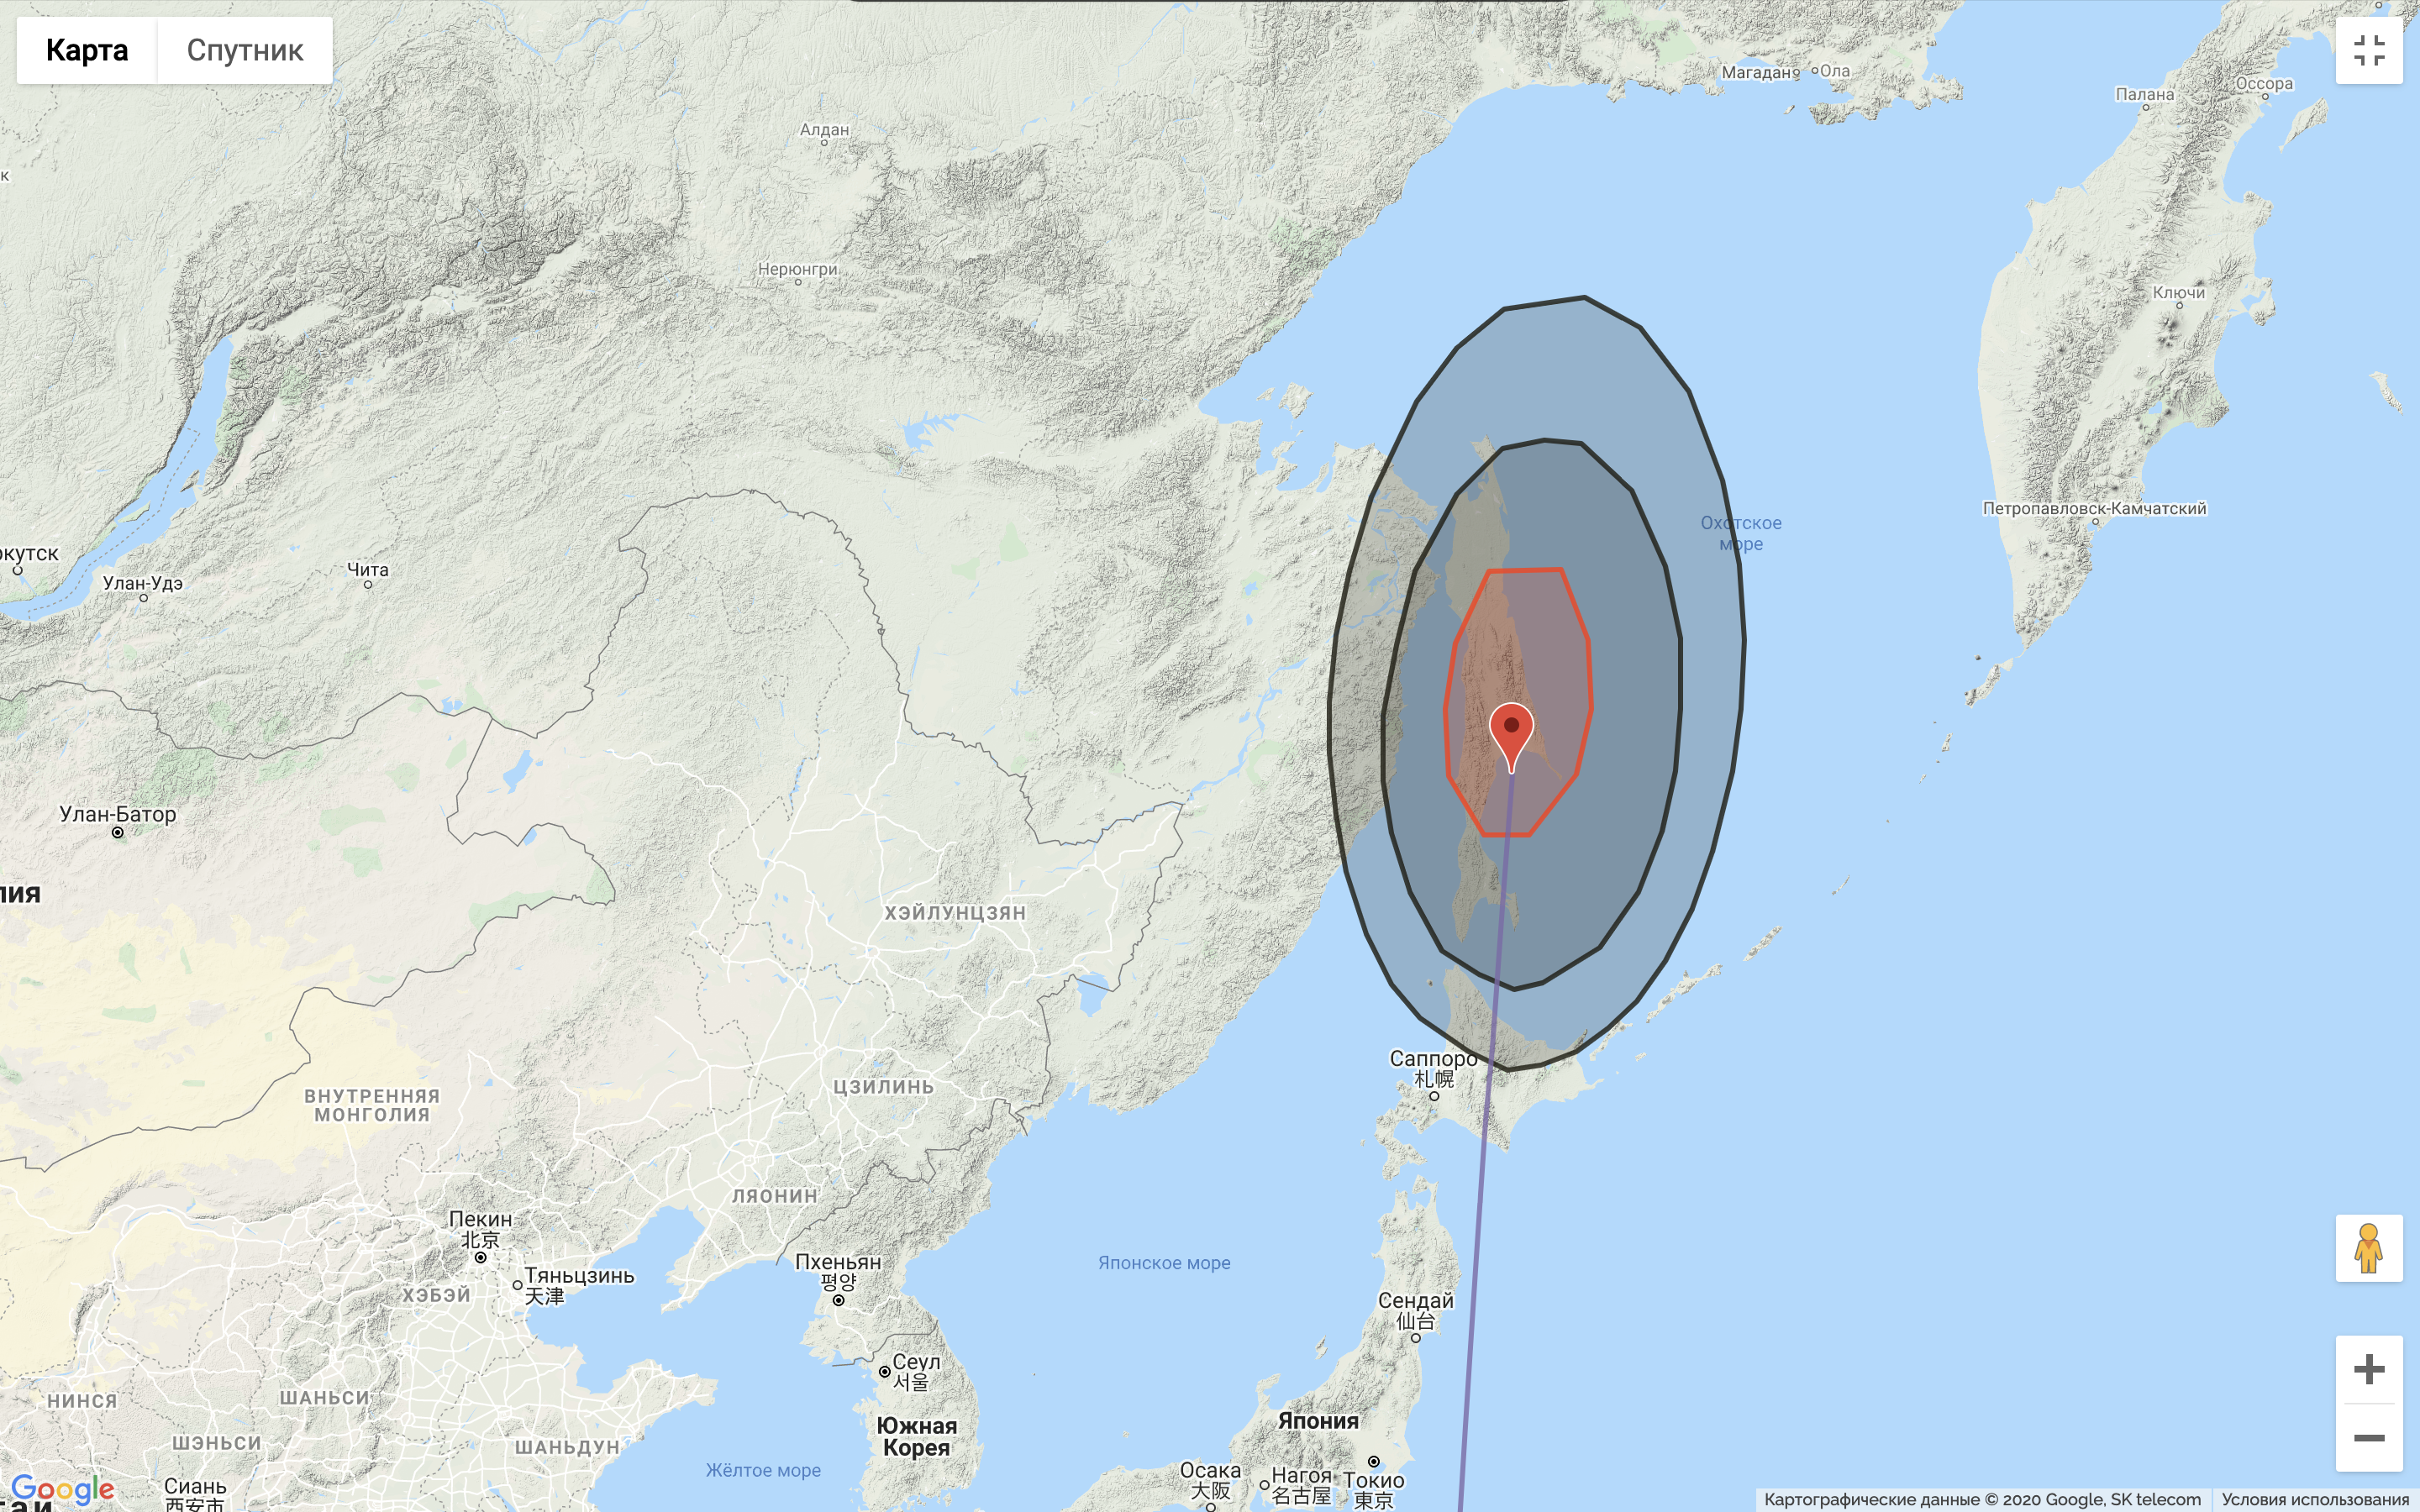 Карта
Спутник
Магадан
Ола
Палана
Оссора
Алдан
к
Нерюнгри
Ключи
Петропавловск-Камчатский
Охотское
море
ркутск
Улан-Удэ
Чита
Улан-Батор
лия
ХЭЙЛУНЦЗЯН
Саппоро
札幌
ЦЗИЛИНЬ
ВНУТРЕННЯЯ
МОНГОЛИЯ
ЛЯОНИН
Пекин
北京
Пхеньян
평양
Японское море
Тяньцзинь
天津
ХЭБЭЙ
Сендай
仙台
Сеул
서울
НИНСЯ
ШАНЬСИ
Южная
Корея
Япония
ШЭНЬСИ
ШАНЬДУН
Жёлтое море
Осака
大阪
Нагоя
名古屋
Токио
東京
Сиань
西安市
Google
тай
Картографические данные © 2020 Google, SK telecom
Условия использования